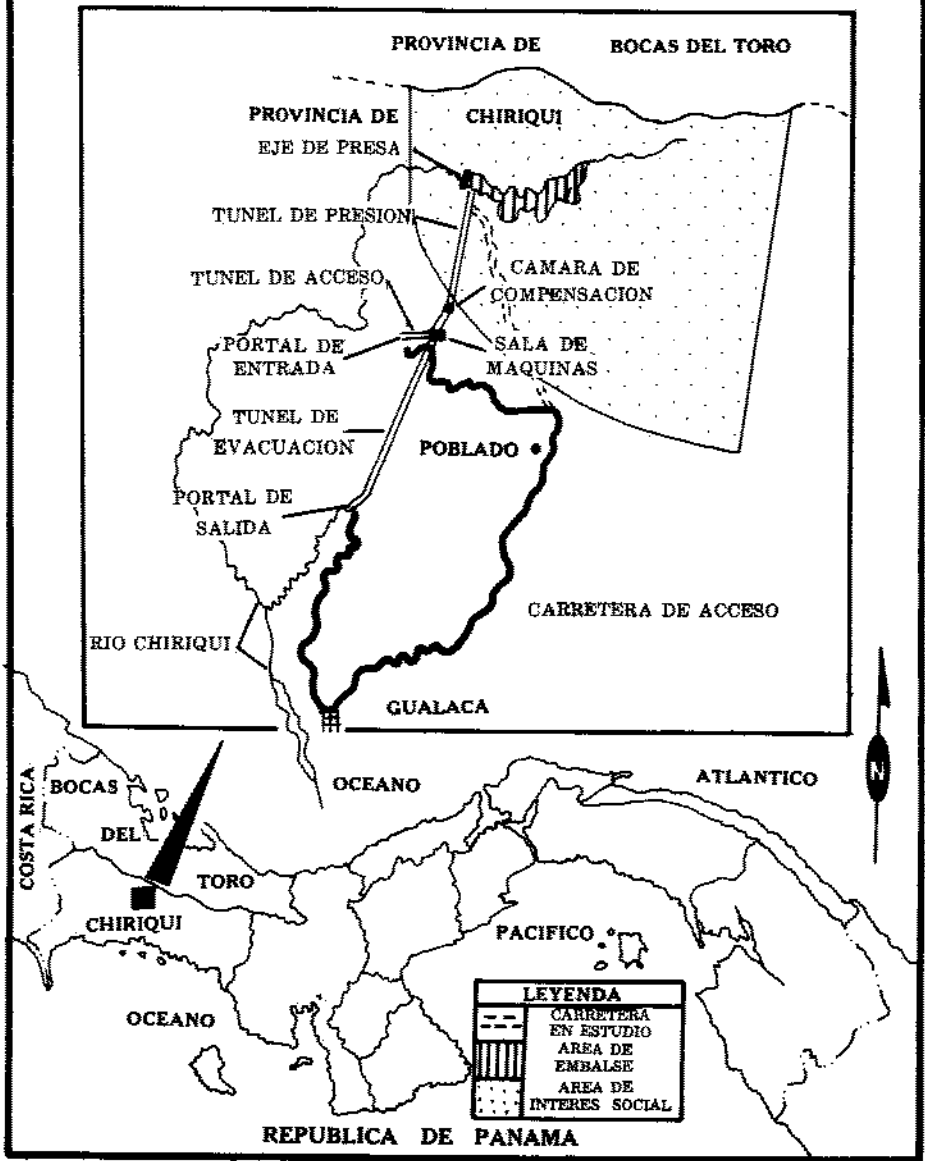 PROVINCIA DE BOCAS DEL TORO
PROVINCIA DE CHIRIQUI
EJE DE PRESA
TUNEL DE PRESION
TUNEL DE ACCESO
CAMARA DE
COMPENSACION
PORTAL DE
ENTRADA
SALA DE
MAQUINAS
TUNEL DE
EVACUACION
POBLADO
PORTAL DE
SALIDA
CARRETERA DE ACCESO
RIO CHIRIQUI
GUALACA
COSTA RICA
BOCAS
DEL
TORO
OCEANO
ATLANTICO
N
CHIRIQUI
PACIFICO
OCEANO
LEYENDA
CARRETERA
EN ESTUDIO
AREA DE
EMBALSE
AREA DE
INTERES SOCIAL
REPUBLICA DE PANAMA